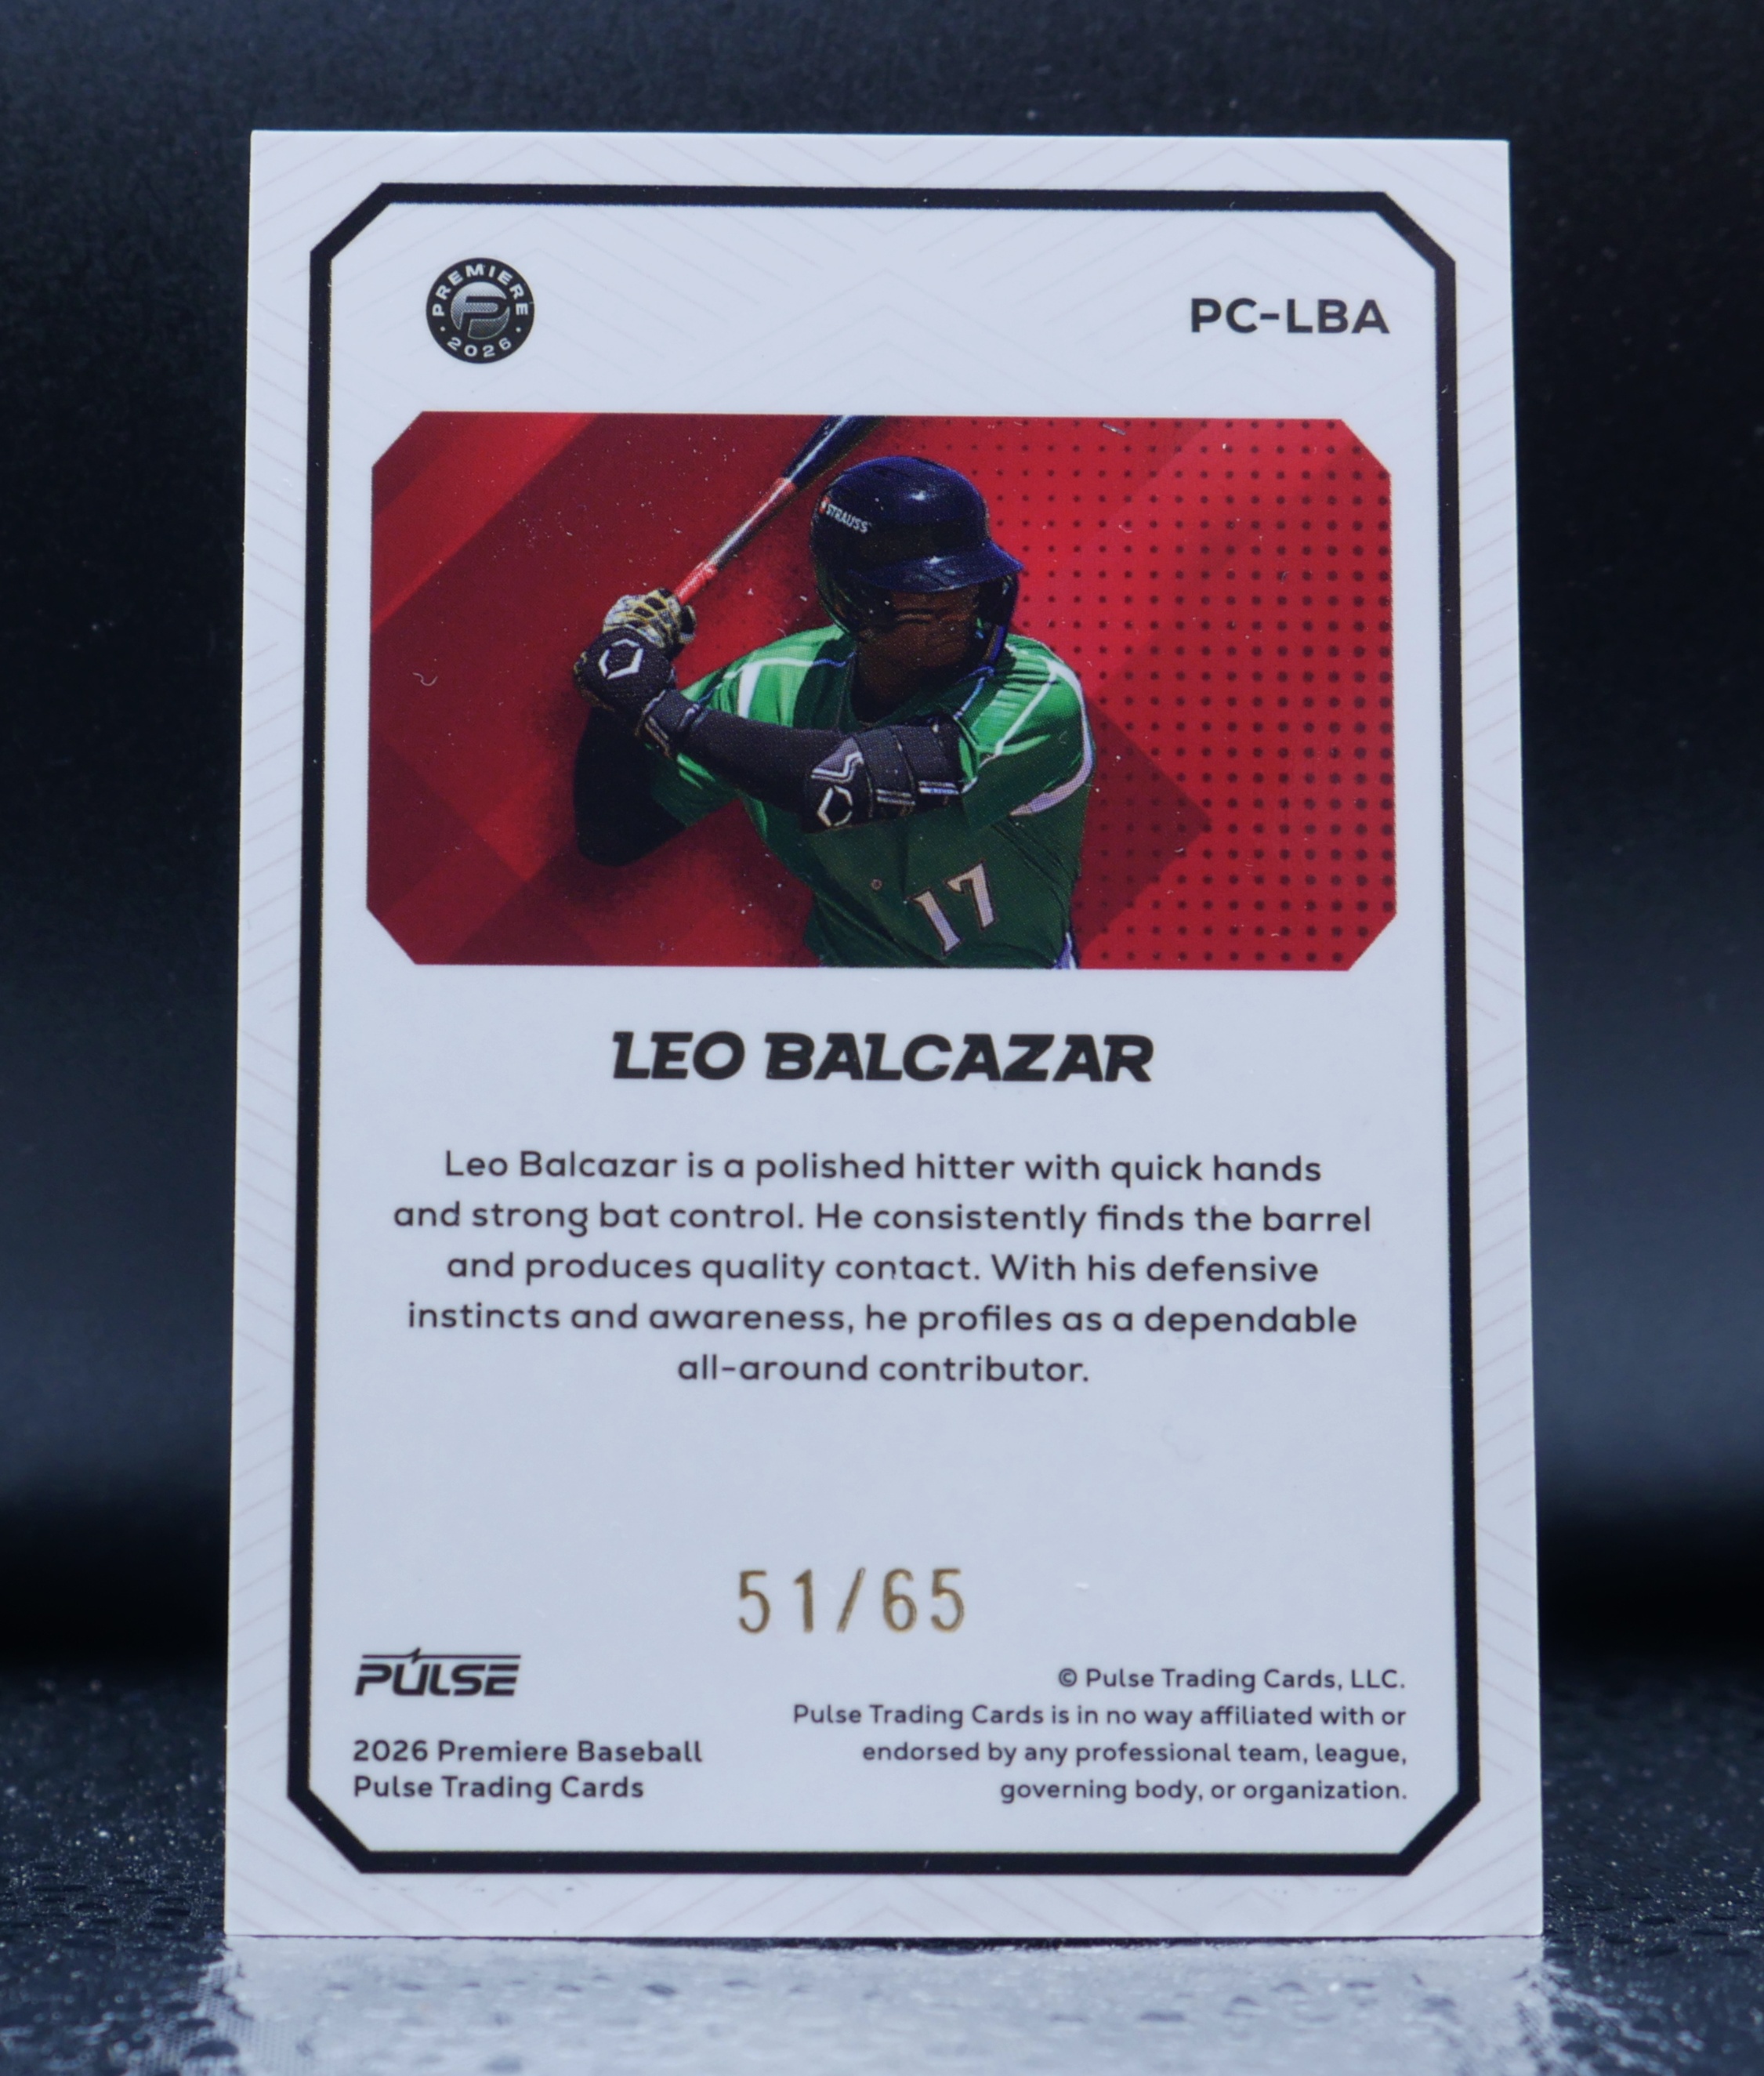 PREMIERE
2026
PC-LBA
STRAUSS
17
LEO BALCAZAR
Leo Balcazar is a polished hitter with quick hands
and strong bat control. He consistently finds the barrel
and produces quality contact. With his defensive
instincts and awareness, he profiles as a dependable
all-around contributor.
51/65
PULSE
2026 Premiere Baseball
Pulse Trading Cards
© Pulse Trading Cards, LLC.
Pulse Trading Cards is in no way affiliated with or
endorsed by any professional team, league,
governing body, or organization.